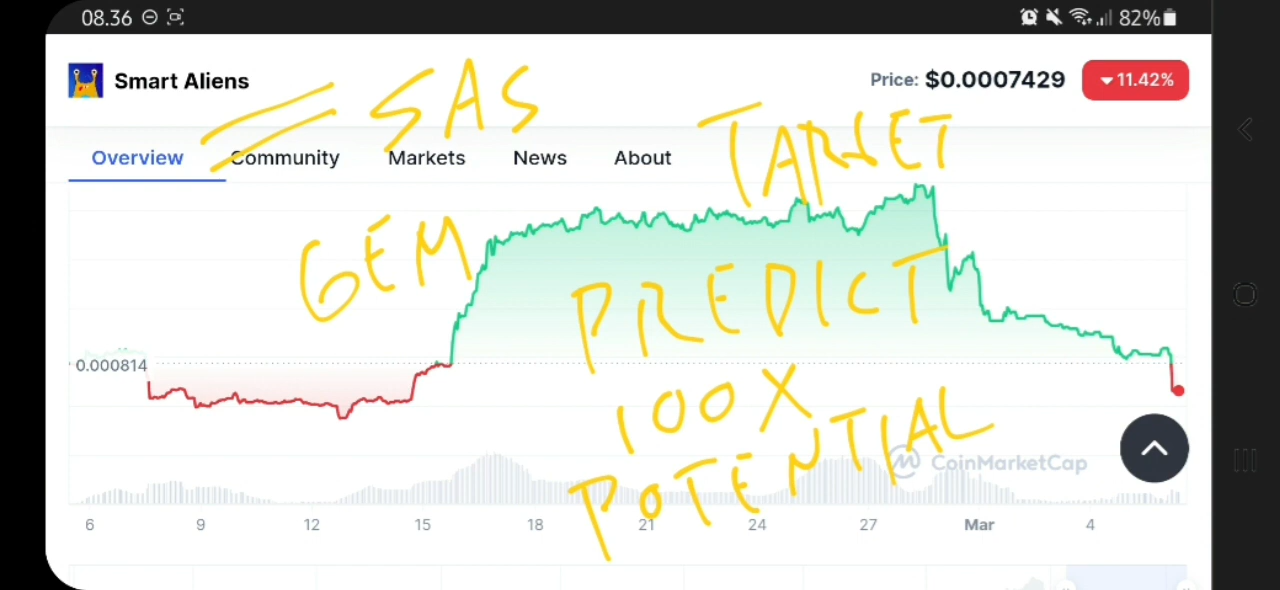 08.36 82%
Smart Aliens Price: $0.0007429 11.42%
= SAS
Overview Community Markets News About
TARGET
GEM
PREDICT
0.000814
100X
POTENTIAL
CoinMarketCap
6 9 12 15 18 21 24 27 Mar 4